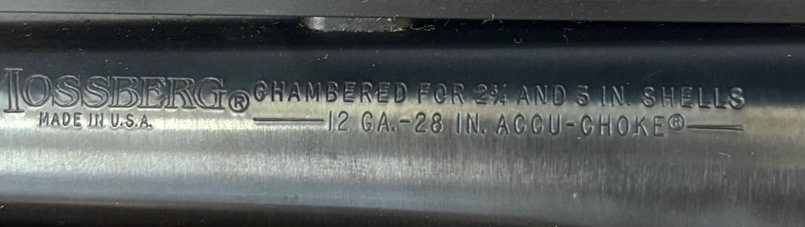 MOSSBERG® CHAMBERED FOR 2¾ AND 3 IN. SHELLS
MADE IN U.S.A. 12 GA.-28 IN. ACCU-CHOKE®